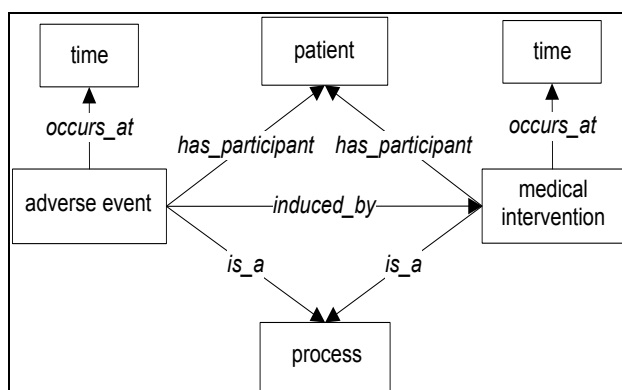 time
patient
time
occurs_at
occurs_at
has_participant
has_participant
adverse event
induced_by
medical
intervention
is_a
is_a
process